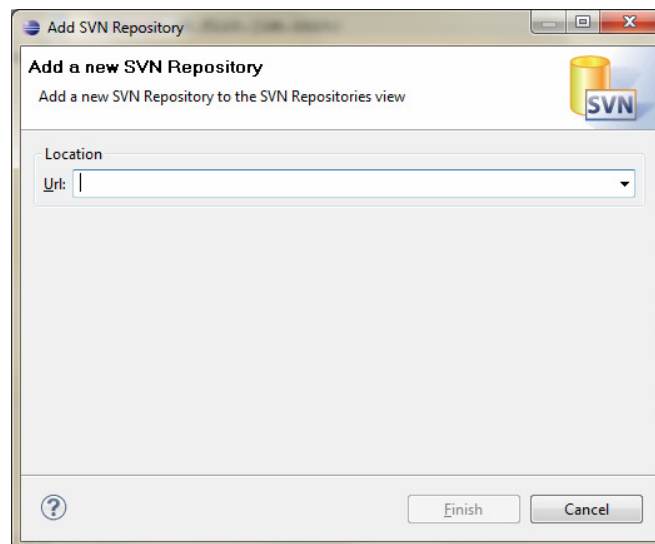 Add SVN Repository
Add a new SVN Repository
Add a new SVN Repository to the SVN Repositories view
SVN
Location
Url:
?
Finish
Cancel